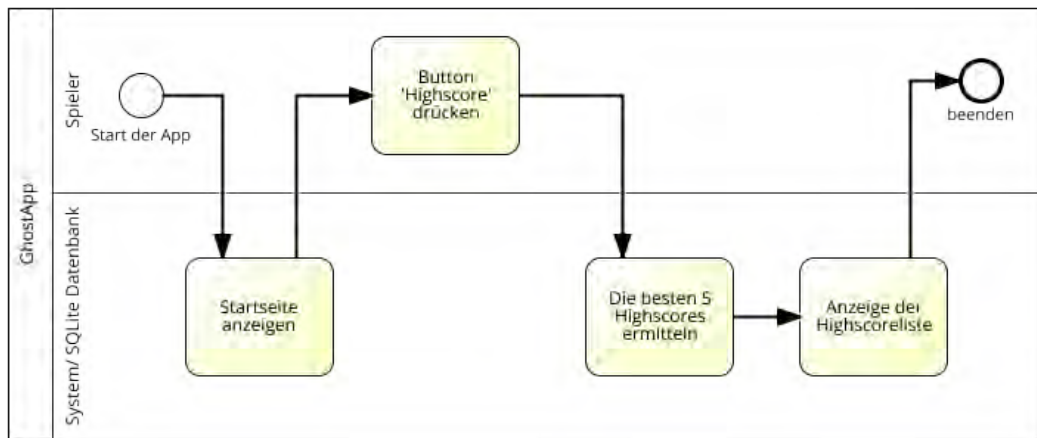 GhostApp
Spieler
Start der App
Button
'Highscore'
drücken
beenden
System/ SQLite Datenbank
Startseite
anzeigen
Die besten 5
Highscores
ermitteln
Anzeige der
Highscoreliste